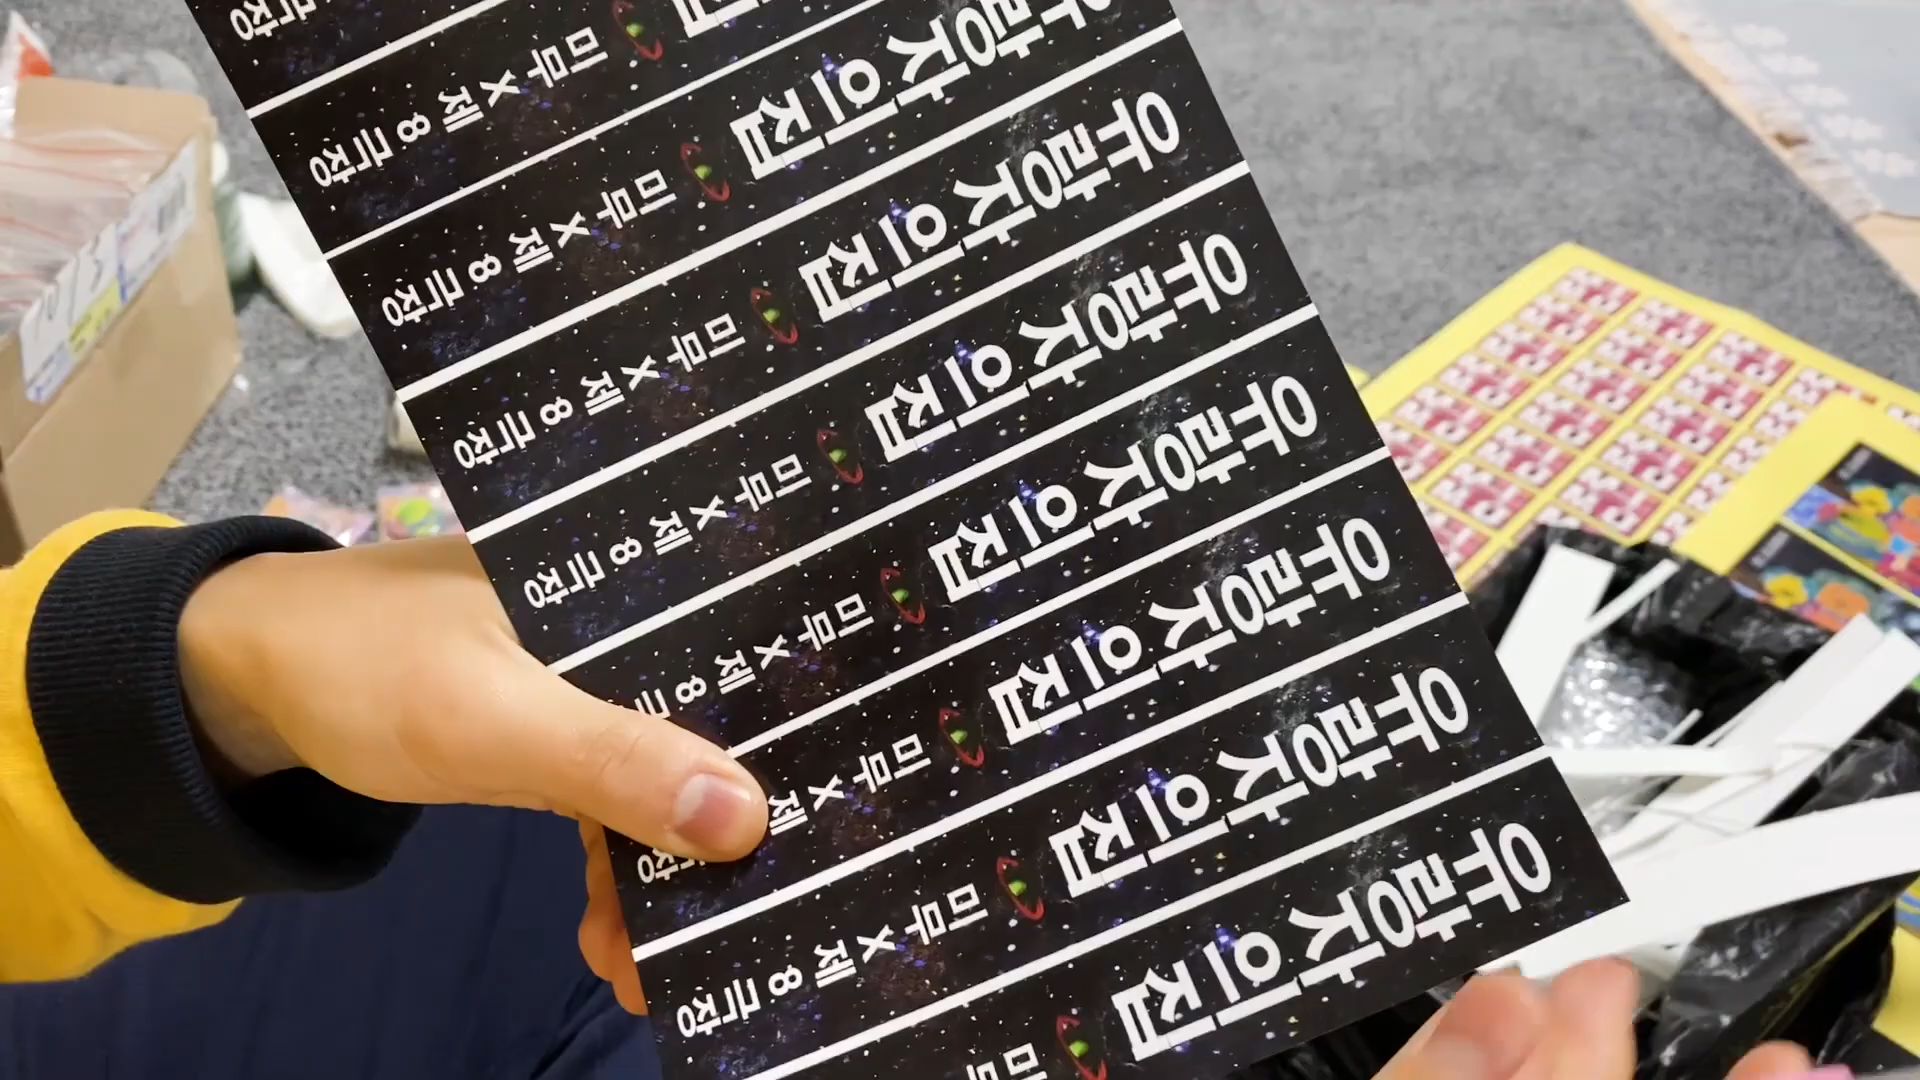 유랑자의 집 미무
유랑자의 집 미무 X 제 8 극장
유랑자의 집 미무 X 제 장
유랑자의 집 미무 X 제 8 극
유랑자의 집 미무 X 제 8 극장
유랑자의 집 미무 X 제 8 극장
유랑자의 집 미무 X 제 8 극장
집 미무 X 제 8 극장
극장